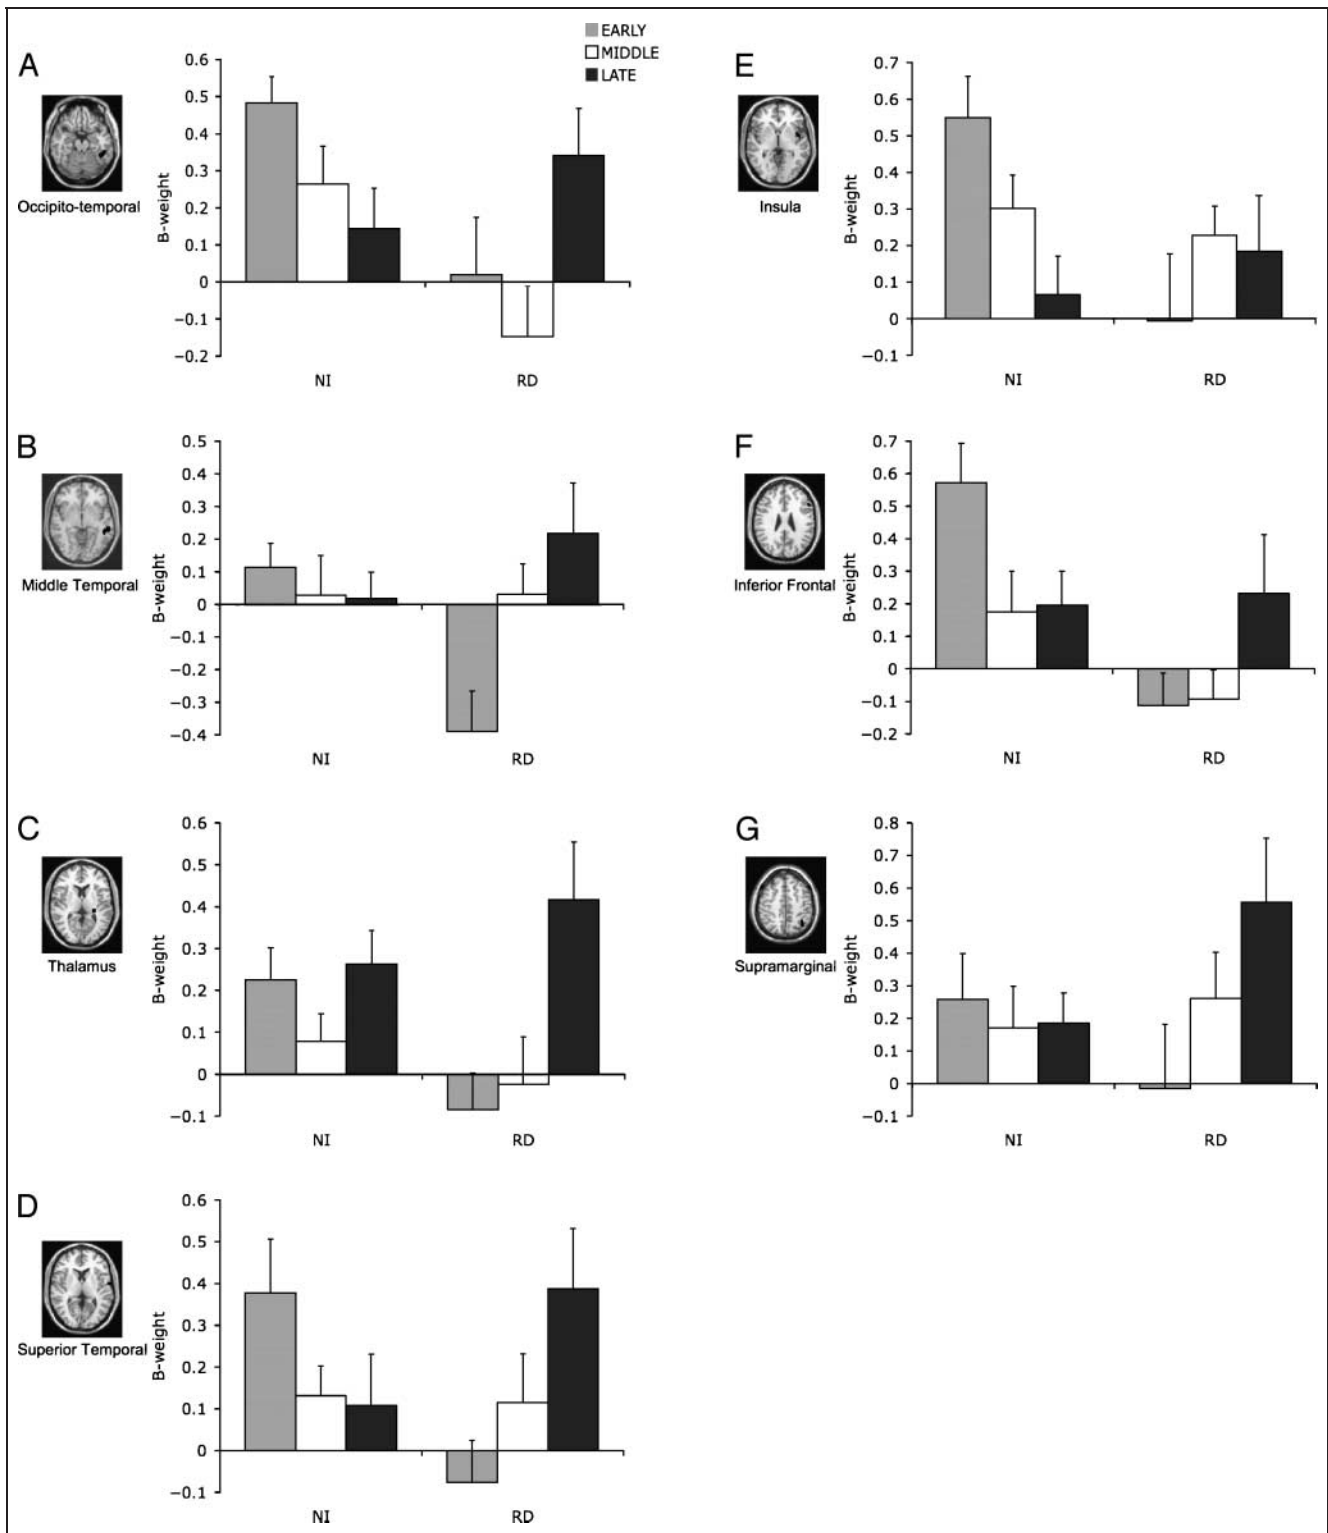 EARLY
MIDDLE
LATE
A
Occipito-temporal
B-weight
0.6
0.5
0.4
0.3
0.2
0.1
0
−0.1
−0.2
NI
RD
E
Insula
B-weight
0.7
0.6
0.5
0.4
0.3
0.2
0.1
0
−0.1
NI
RD
B
Middle Temporal
B-weight
0.5
0.4
0.3
0.2
0.1
0
−0.1
−0.2
−0.3
−0.4
NI
RD
F
Inferior Frontal
B-weight
0.7
0.6
0.5
0.4
0.3
0.2
0.1
0
−0.1
−0.2
NI
RD
C
Thalamus
B-weight
0.6
0.5
0.4
0.3
0.2
0.1
0
−0.1
NI
RD
G
Supramarginal
B-weight
0.8
0.7
0.6
0.5
0.4
0.3
0.2
0.1
0
−0.1
NI
RD
D
Superior Temporal
B-weight
0.6
0.5
0.4
0.3
0.2
0.1
0
−0.1
NI
RD